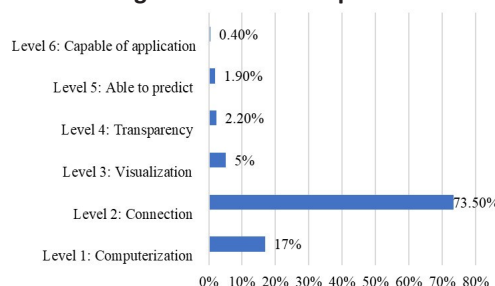 Level 6: Capable of application 0.40%
Level 5: Able to predict 1.90%
Level 4: Transparency 2.20%
Level 3: Visualization 5%
Level 2: Connection 73.50%
Level 1: Computerization 17%
0% 10% 20% 30% 40% 50% 60% 70% 80%